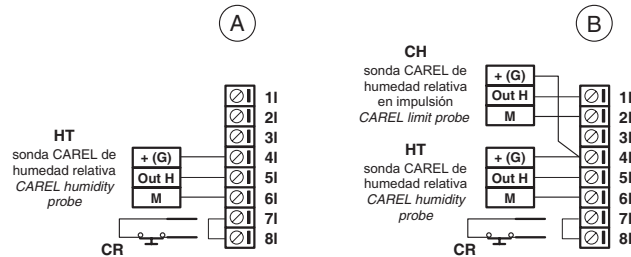 A
HT
sonda CAREL de
humedad relativa
CAREL humidity
probe
+ (G)
Out H
M
CR
1I
2I
3I
4I
5I
6I
7I
8I
B
CH
sonda CAREL de
humedad relativa
en impulsión
CAREL limit probe
+ (G)
Out H
M
HT
sonda CAREL de
humedad relativa
CAREL humidity
probe
+ (G)
Out H
M
CR
1I
2I
3I
4I
5I
6I
7I
8I